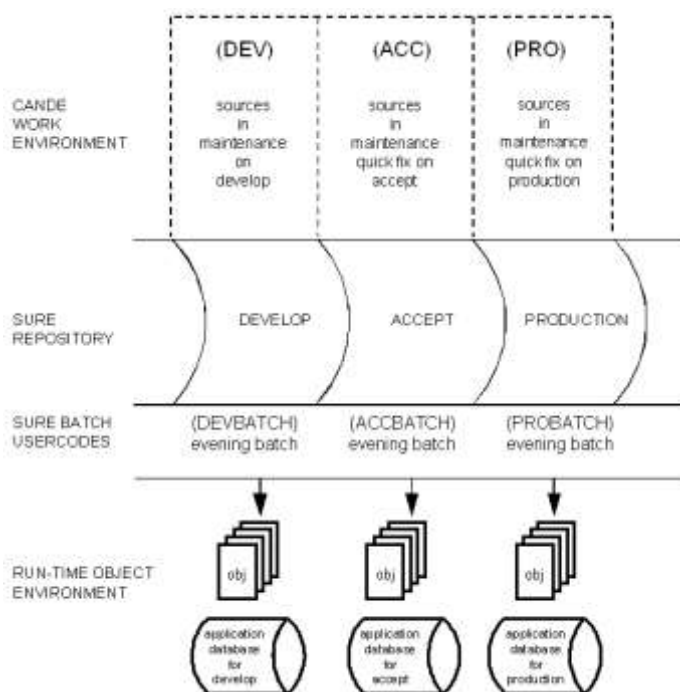 (DEV) (ACC) (PRO)
CANDE
WORK
ENVIRONMENT
sources
in
maintenance
on
develop
sources
in
maintenance
quick fix on
accept
sources
in
maintenance
quick fix on
production
SURE
REPOSITORY
DEVELOP ACCEPT PRODUCTION
SURE BATCH
USERCODES
(DEVBATCH)
evening batch
(ACCBATCH)
evening batch
(PROBATCH)
evening batch
RUN-TIME OBJECT
ENVIRONMENT
obj obj obj
application
database
for
develop
application
database
for
accept
application
database
for
production